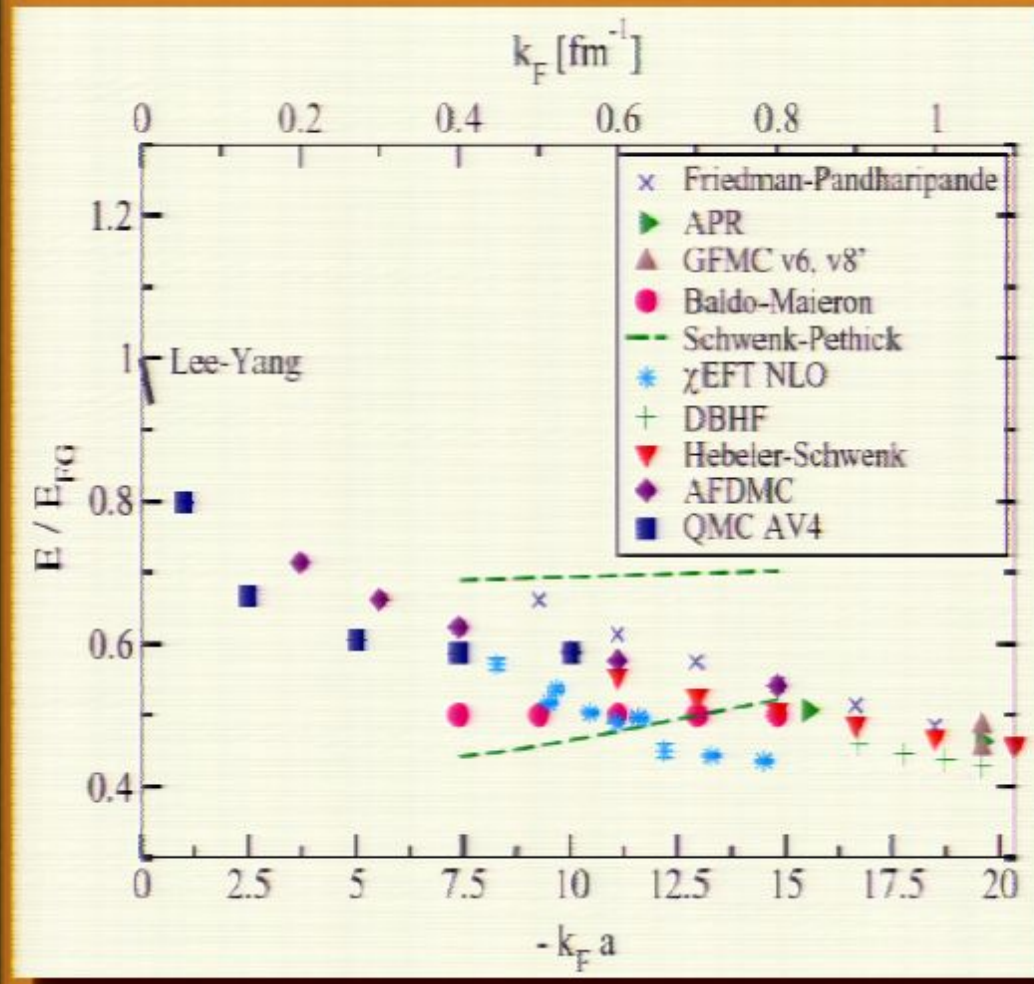 k_F [fm^-1]
0 0.2 0.4 0.6 0.8 1
Friedman-Pandharipande
APR
GFMC v6, v8'
Baldo-Maieron
Schwenk-Pethick
χEFT NLO
DBHF
Hebeler-Schwenk
AFDMC
QMC AV4
1.2
1
Lee-Yang
0.8
0.6
0.4
E / E_FG
0 2.5 5 7.5 10 12.5 15 17.5 20
- k_F a